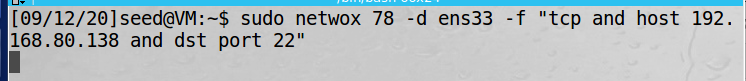 [09/12/20]seed@VM:~$ sudo netwox 78 -d ens33 -f "tcp and host 192.
168.80.138 and dst port 22"